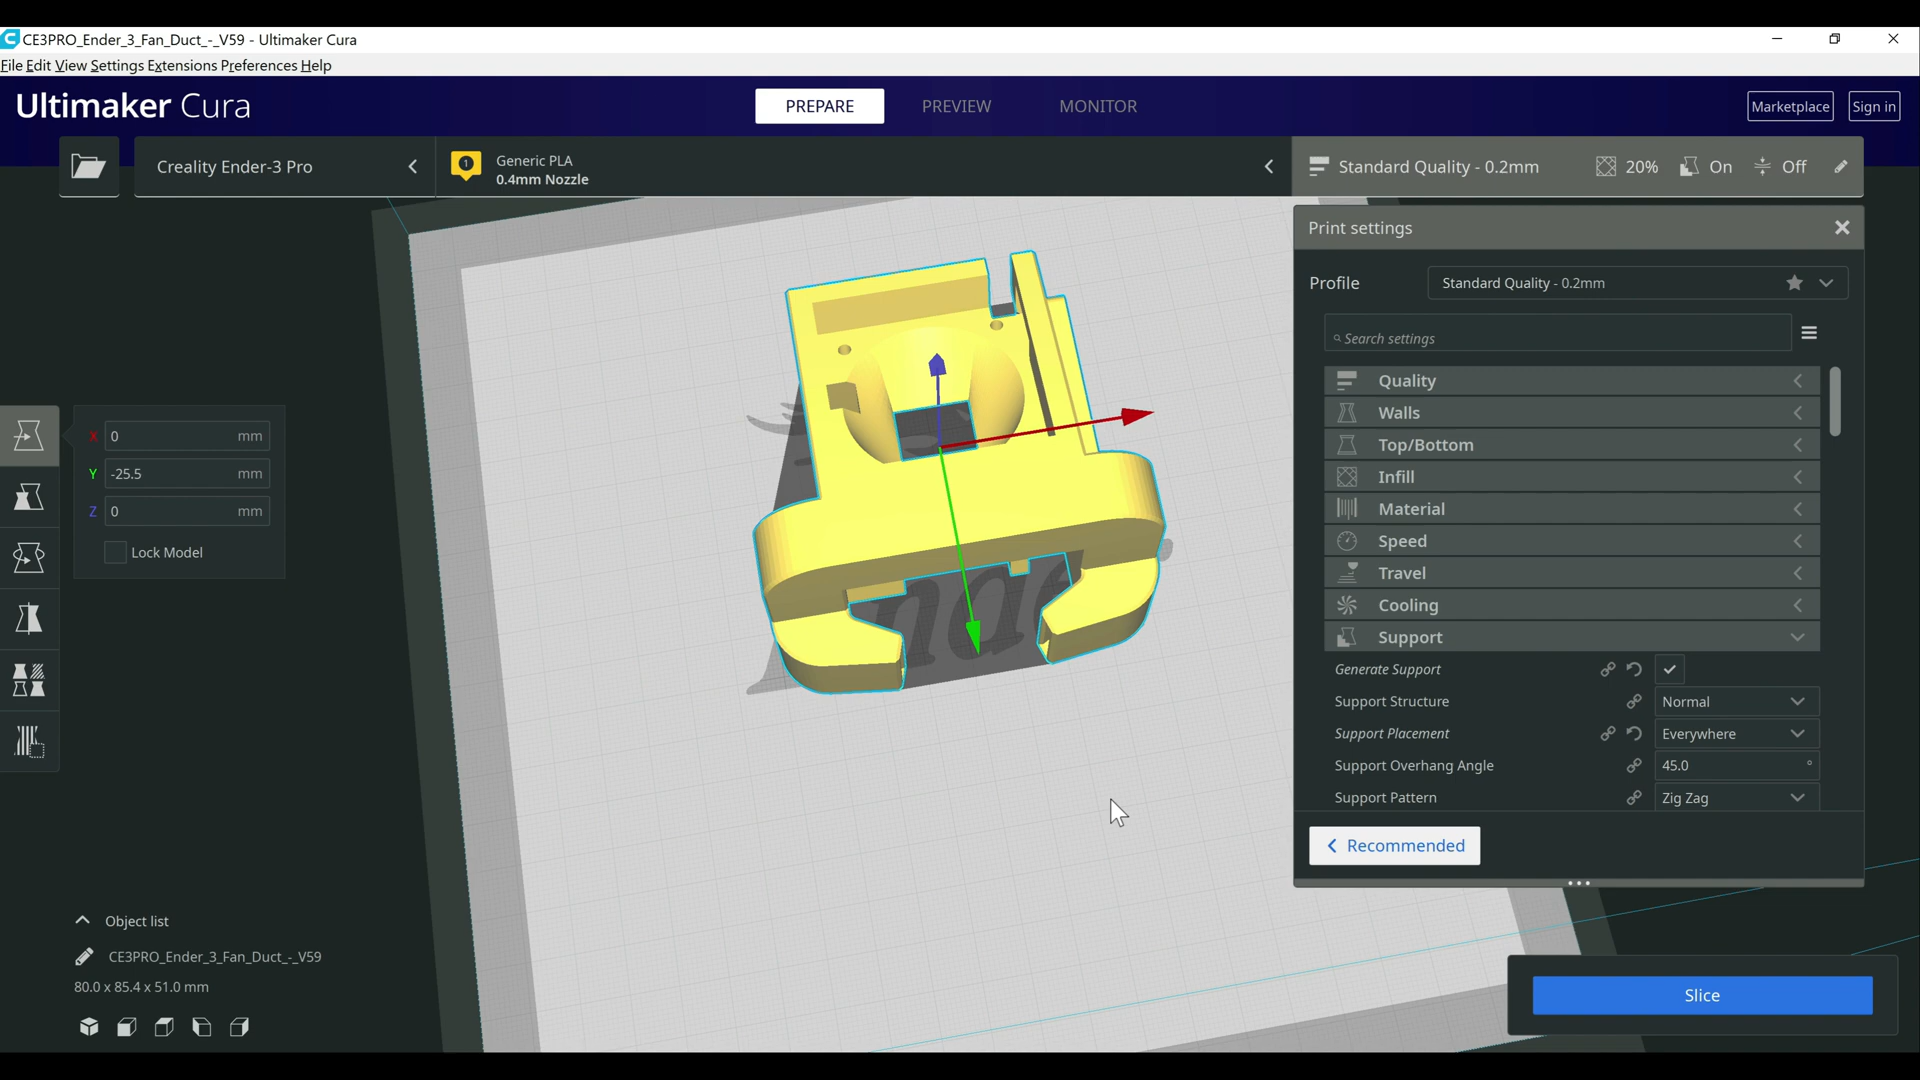 CE3PRO_Ender_3_Fan_Duct_-_V59 - Ultimaker Cura
File Edit View Settings Extensions Preferences Help
Ultimaker Cura
PREPARE
PREVIEW
MONITOR
Marketplace
Sign in
Creality Ender-3 Pro
1
Generic PLA
0.4mm Nozzle
Standard Quality - 0.2mm
20%
On
Off
Print settings
Profile
Standard Quality - 0.2mm
Search settings
Quality
Walls
Top/Bottom
Infill
Material
Speed
Travel
Cooling
Support
Generate Support
Support Structure
Normal
Support Placement
Everywhere
Support Overhang Angle
45.0 °
Support Pattern
Zig Zag
Recommended
X 0 mm
Y -25.5 mm
Z 0 mm
Lock Model
Object list
CE3PRO_Ender_3_Fan_Duct_-_V59
80.0 x 85.4 x 51.0 mm
Slice